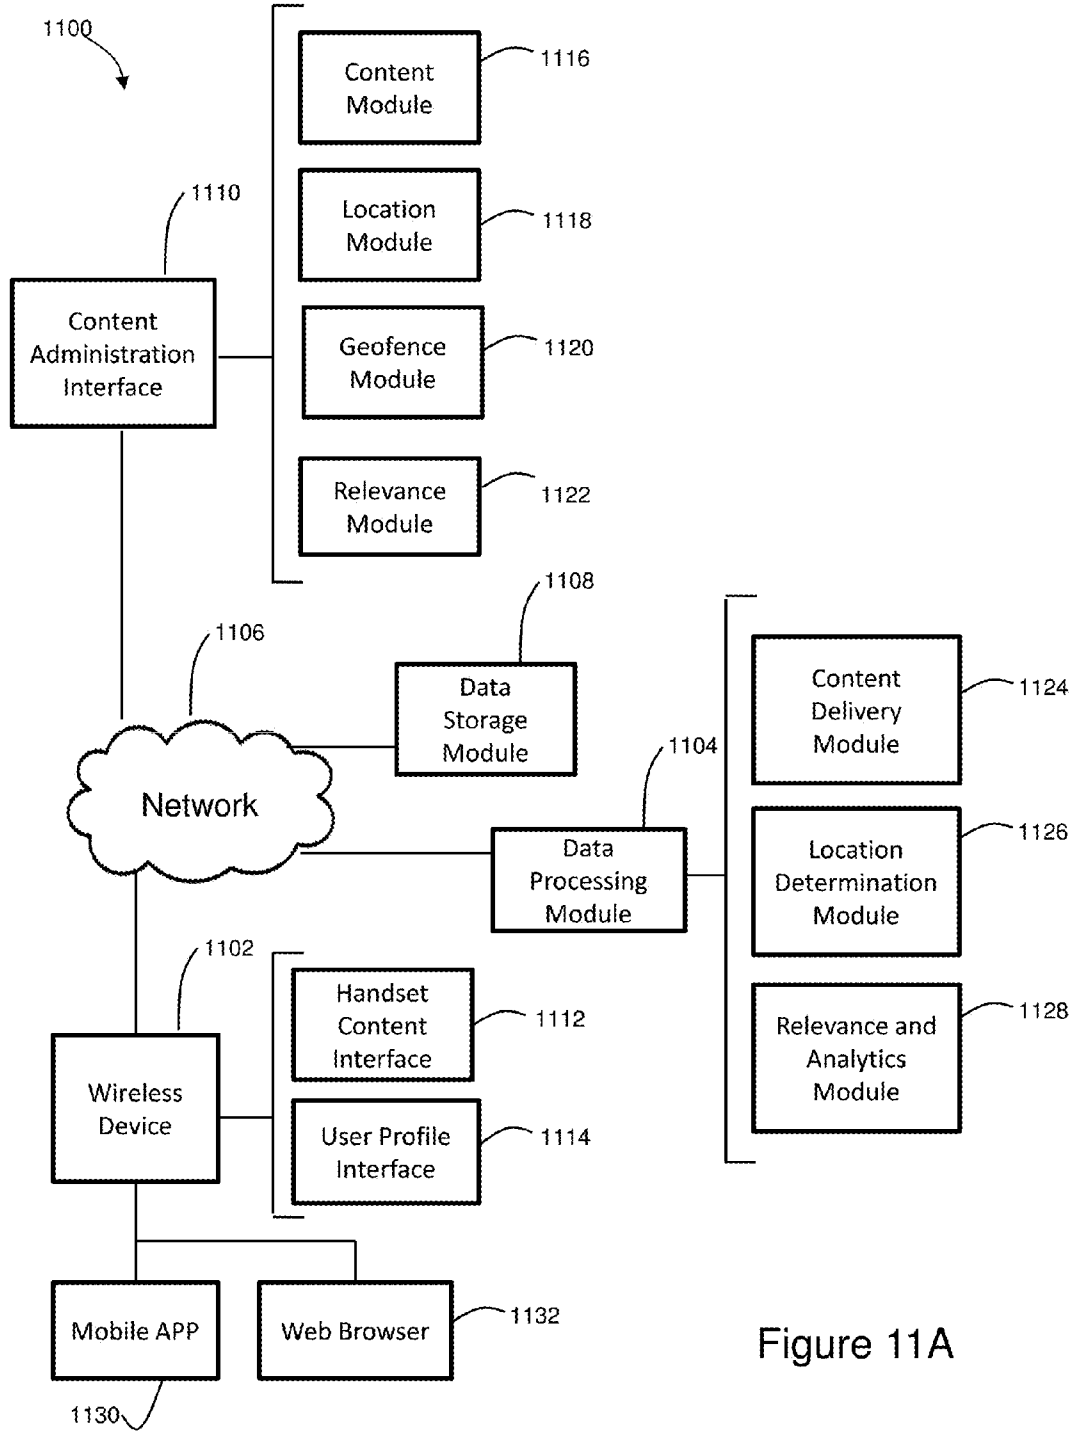 1100
Content
Module
1116
1110
Location
Module
1118
Content
Administration
Interface
Geofence
Module
1120
Relevance
Module
1122
1108
1106
Data
Storage
Module
Content
Delivery
Module
1124
1104
Network
Data
Processing
Module
Location
Determination
Module
1126
1102
Handset
Content
Interface
1112
Relevance and
Analytics
Module
1128
Wireless
Device
User Profile
Interface
1114
Mobile APP
Web Browser
1132
1130
Figure 11A